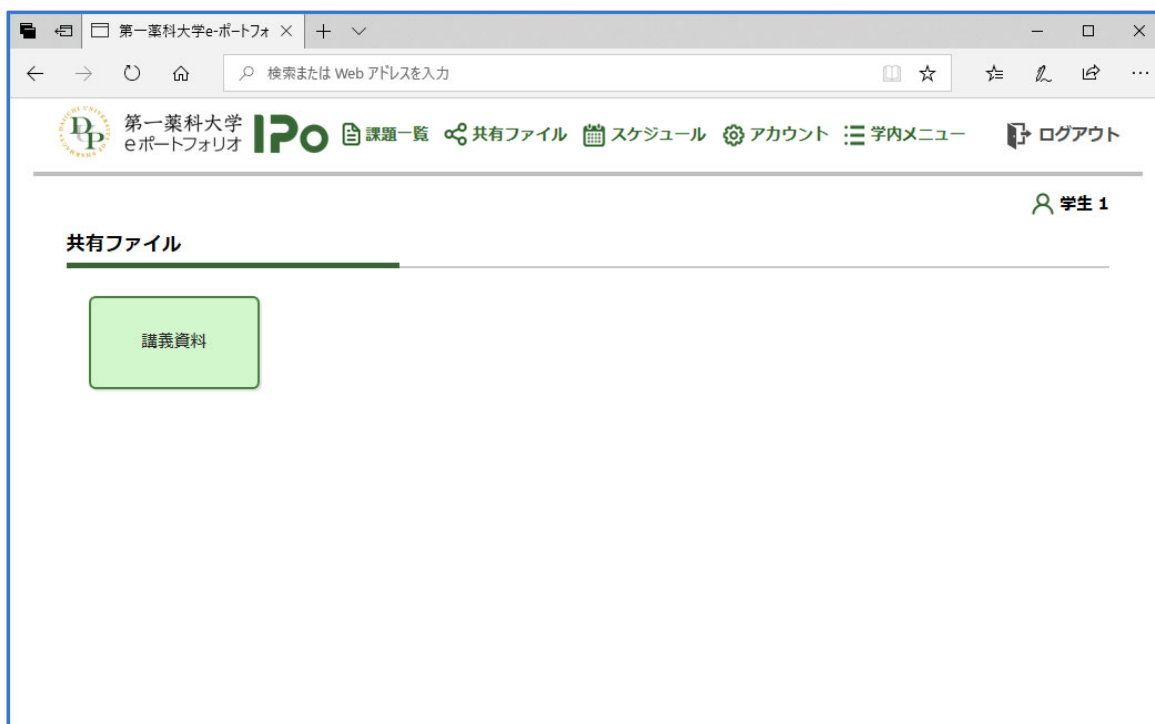 第一薬科大学e-ポートフォ
検索または Web アドレスを入力
第一薬科大学
eポートフォリオ
IPo
課題一覧
共有ファイル
スケジュール
アカウント
学内メニュー
ログアウト
学生 1
共有ファイル
講義資料